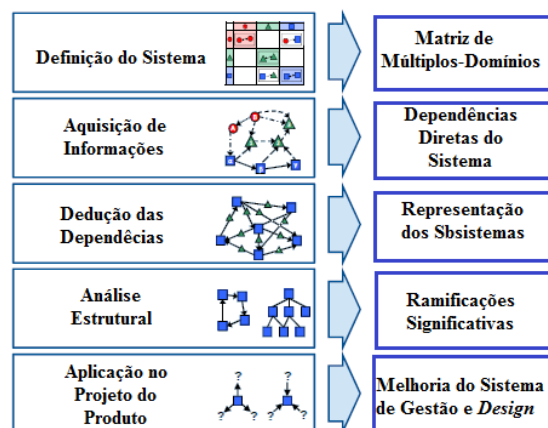 Definição do Sistema
Matriz de
Múltiplos-Domínios
Aquisição de
Informações
Dependências
Diretas do
Sistema
Dedução das
Dependêcias
Representação
dos Sbsistemas
Análise
Estrutural
Ramificações
Significativas
Aplicação no
Projeto do
Produto
? ? ? ? ? ?
Melhoria do Sistema
de Gestão e Design